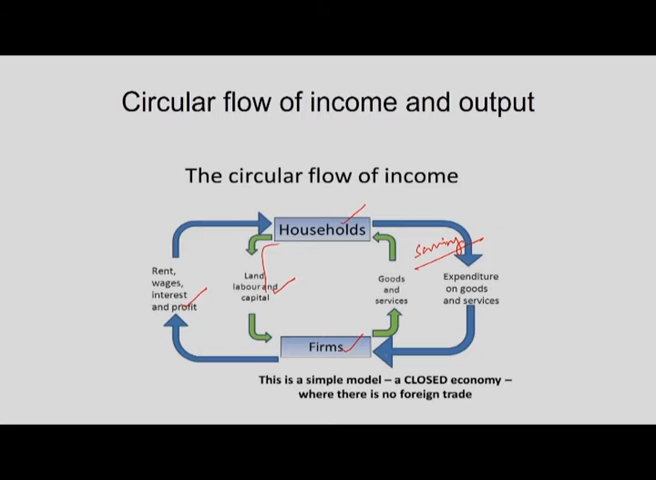 Circular flow of income and output
The circular flow of income
Households
saving
Rent,
wages,
interest
and profit
Land
labour and
capital
Goods
and
services
Expenditure
on goods
and services
Firms
This is a simple model – a CLOSED economy –
where there is no foreign trade